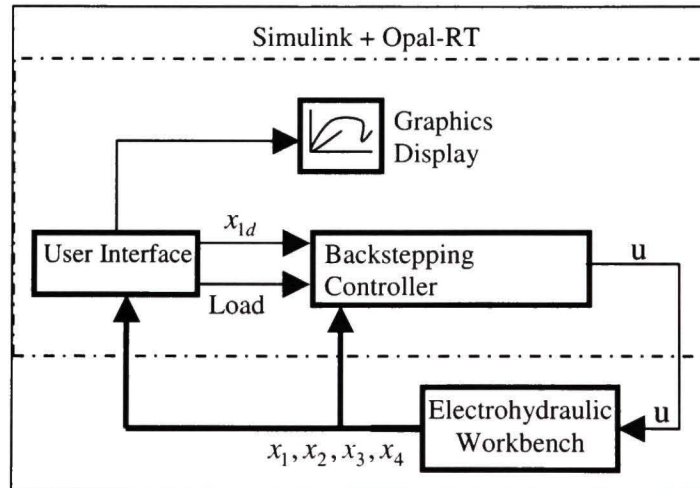 Simulink + Opal-RT
Graphics
Display
x1d
User Interface
Backstepping
Controller
u
Load
Electrohydraulic
Workbench
u
x1, x2, x3, x4